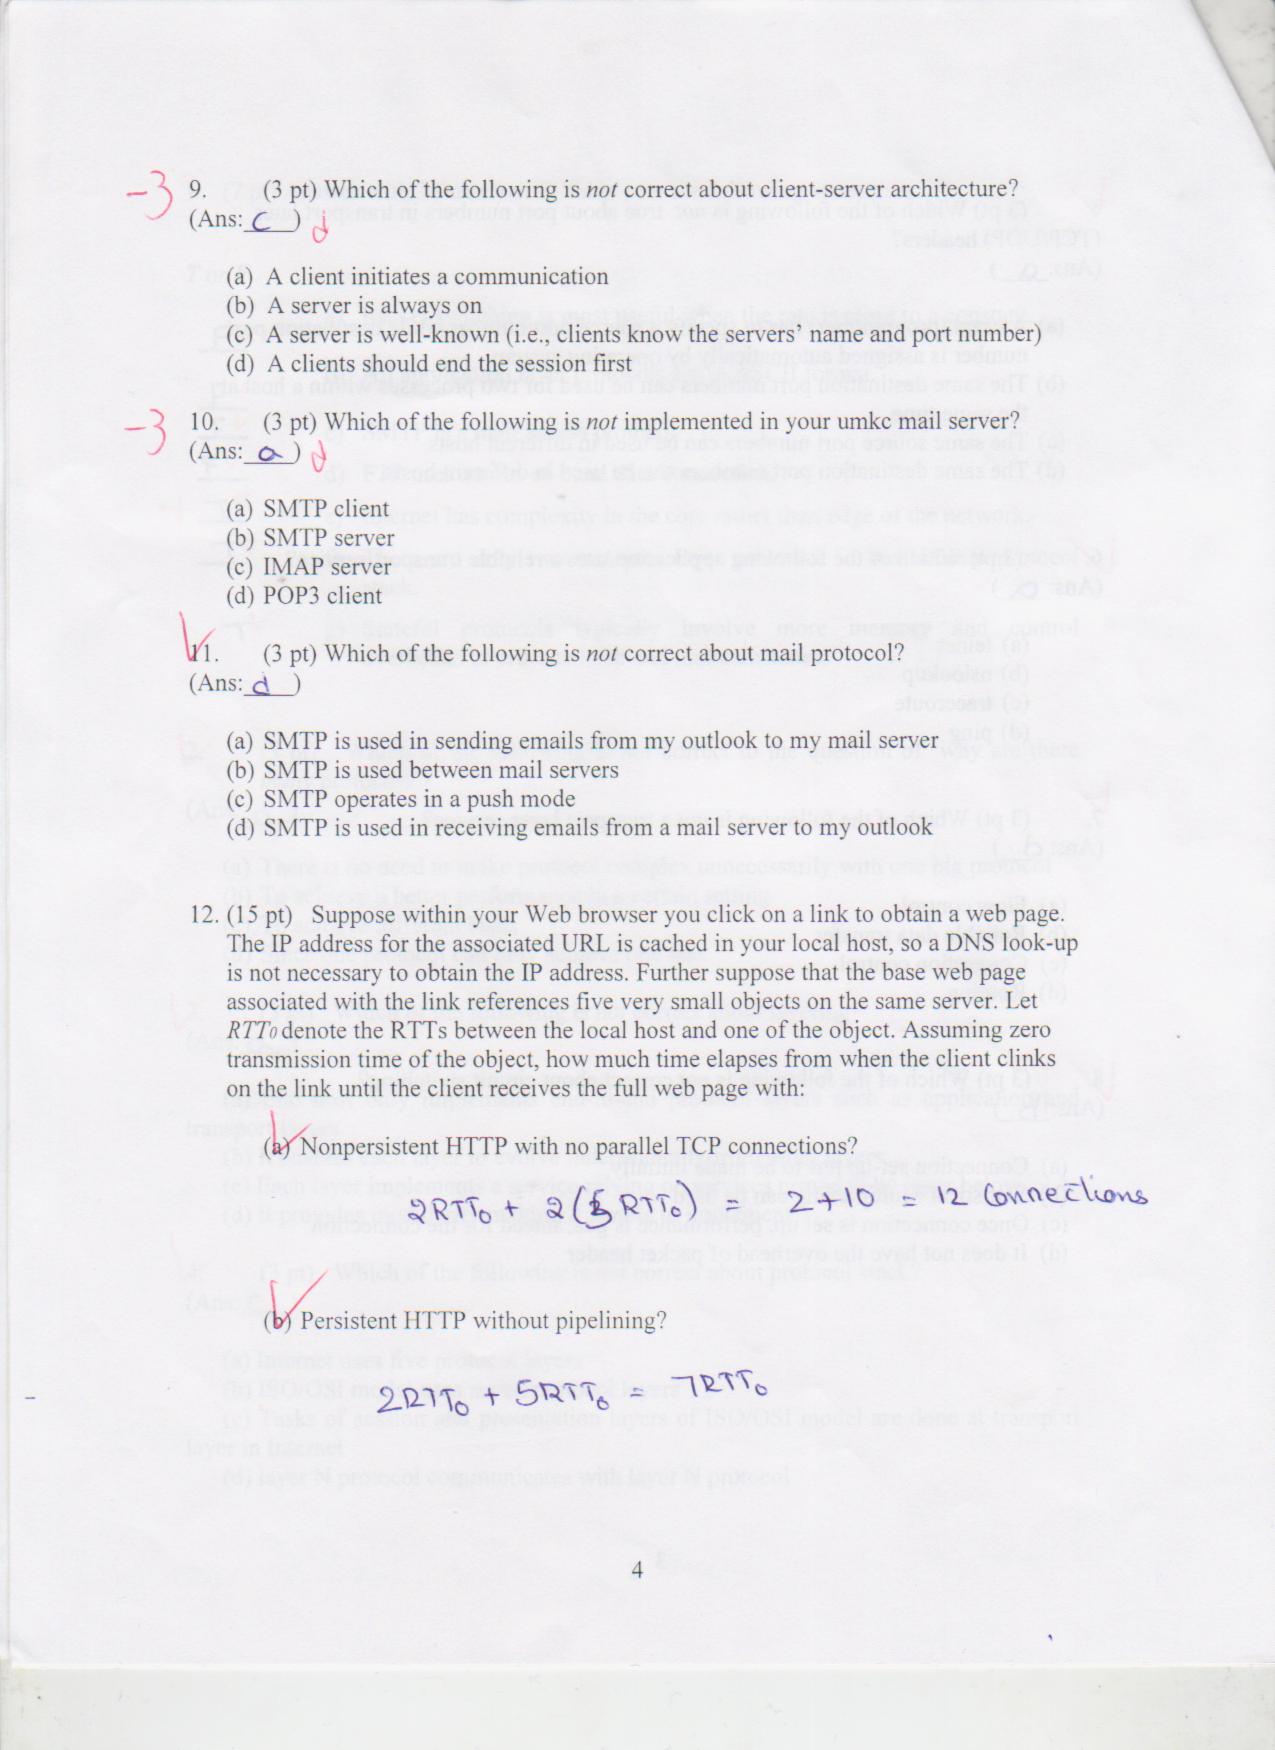 -3 9. (3 pt) Which of the following is not correct about client-server architecture?
(Ans: c ) d
(a) A client initiates a communication
(b) A server is always on
(c) A server is well-known (i.e., clients know the servers' name and port number)
(d) A clients should end the session first
-3 10. (3 pt) Which of the following is not implemented in your umkc mail server?
(Ans: a ) d
(a) SMTP client
(b) SMTP server
(c) IMAP server
(d) POP3 client
11. (3 pt) Which of the following is not correct about mail protocol?
(Ans: d )
(a) SMTP is used in sending emails from my outlook to my mail server
(b) SMTP is used between mail servers
(c) SMTP operates in a push mode
(d) SMTP is used in receiving emails from a mail server to my outlook
12. (15 pt) Suppose within your Web browser you click on a link to obtain a web page.
The IP address for the associated URL is cached in your local host, so a DNS look-up
is not necessary to obtain the IP address. Further suppose that the base web page
associated with the link references five very small objects on the same server. Let
RTT0 denote the RTTs between the local host and one of the object. Assuming zero
transmission time of the object, how much time elapses from when the client clinks
on the link until the client receives the full web page with:
(a) Nonpersistent HTTP with no parallel TCP connections?
2RTT0 + 2(5 RTT0) = 2+10 = 12 Connections
(b) Persistent HTTP without pipelining?
2RTT0 + 5RTT0 = 7RTT0
4